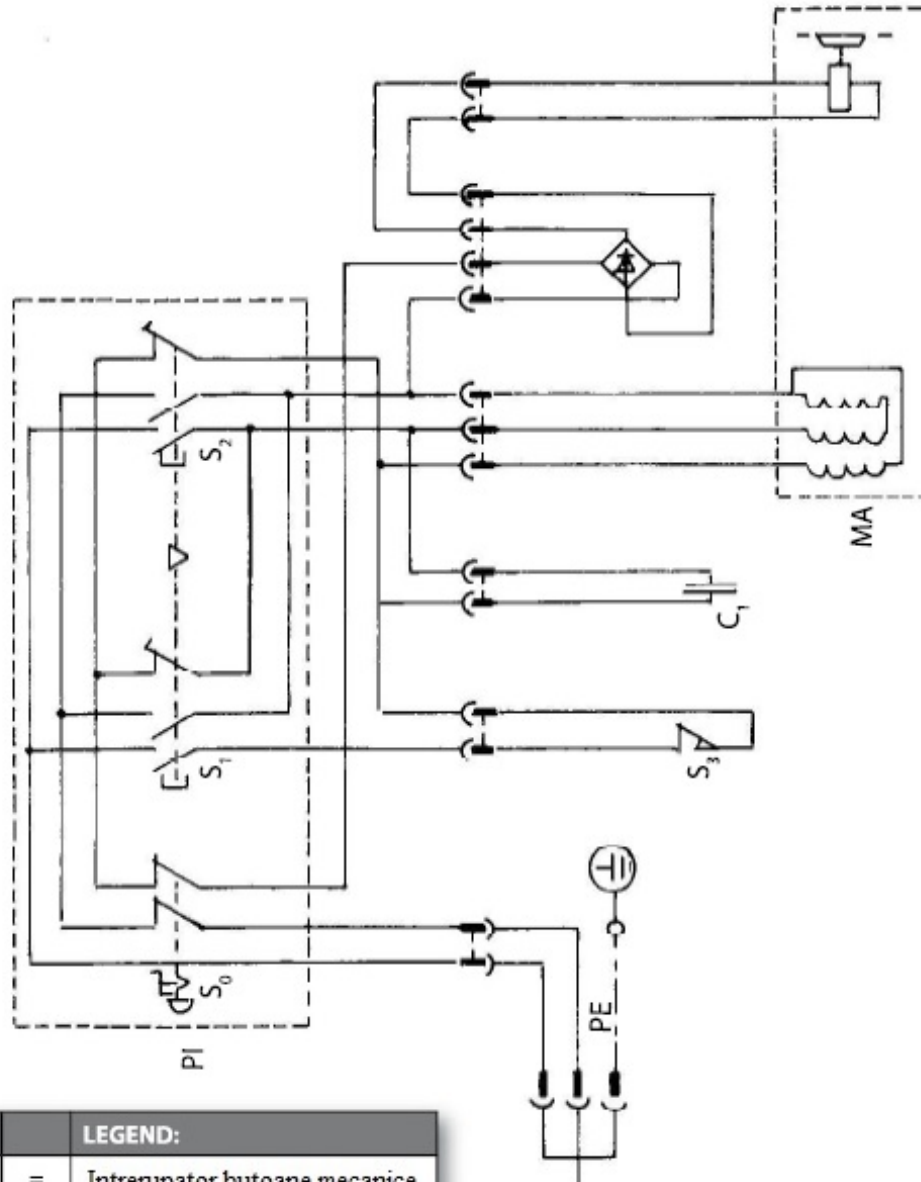 MA
S₂
C₁
S₁
S₃
S₀
PE
PI
LEGEND:
= Intrerupator butoane mecanice